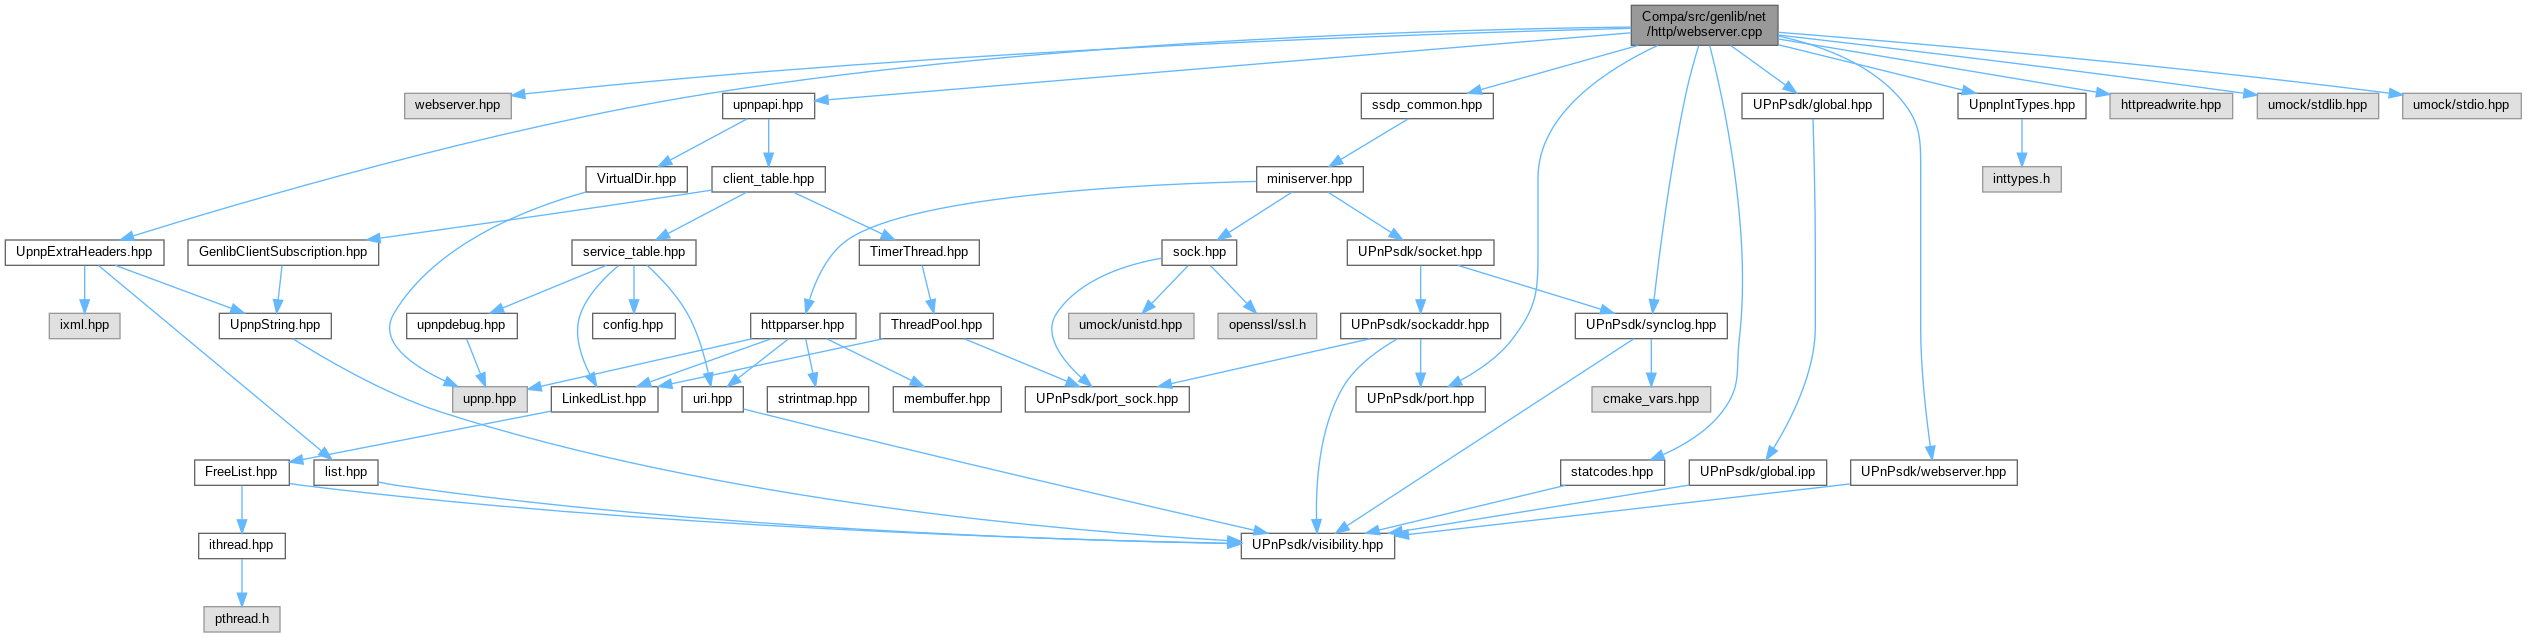 Compa/src/genlib/net
/http/webserver.cpp
webserver.hpp
upnpapi.hpp
ssdp_common.hpp
UPnPsdk/global.hpp
UpnpIntTypes.hpp
httpreadwrite.hpp
umock/stdlib.hpp
umock/stdio.hpp
VirtualDir.hpp
client_table.hpp
miniserver.hpp
inttypes.h
UpnpExtraHeaders.hpp
GenlibClientSubscription.hpp
service_table.hpp
TimerThread.hpp
sock.hpp
UPnPsdk/socket.hpp
ixml.hpp
UpnpString.hpp
upnpdebug.hpp
config.hpp
httpparser.hpp
ThreadPool.hpp
umock/unistd.hpp
openssl/ssl.h
UPnPsdk/sockaddr.hpp
UPnPsdk/synclog.hpp
upnp.hpp
LinkedList.hpp
uri.hpp
strintmap.hpp
membuffer.hpp
UPnPsdk/port_sock.hpp
UPnPsdk/port.hpp
cmake_vars.hpp
FreeList.hpp
list.hpp
statcodes.hpp
UPnPsdk/global.ipp
UPnPsdk/webserver.hpp
ithread.hpp
UPnPsdk/visibility.hpp
pthread.h